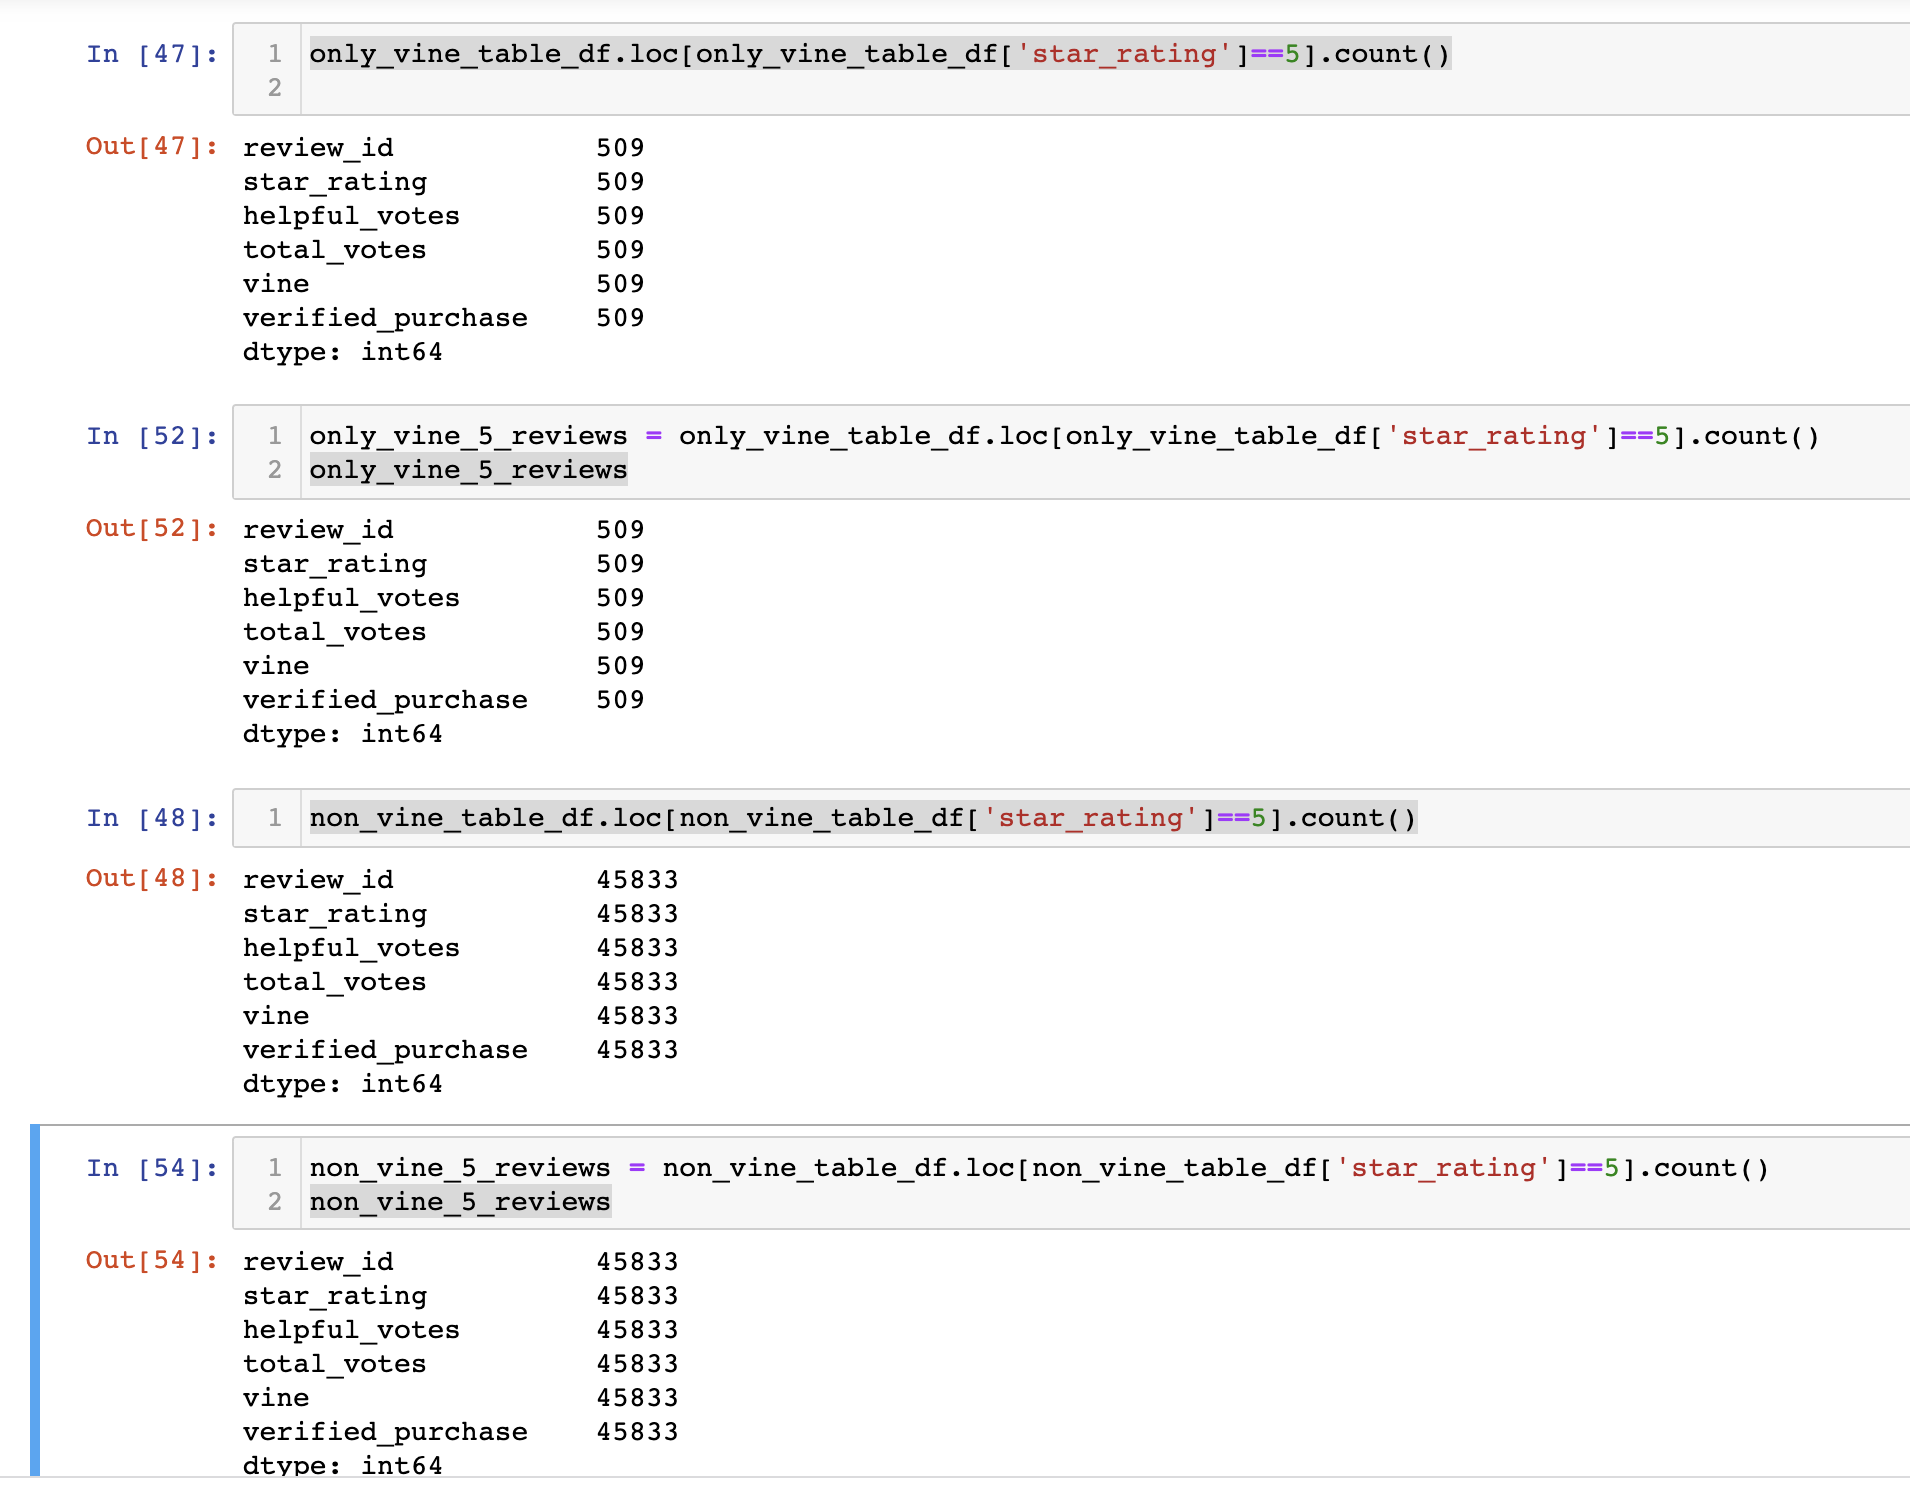 In [47]: 1 only_vine_table_df.loc[only_vine_table_df['star_rating']==5].count()
2
Out[47]: review_id 509
star_rating 509
helpful_votes 509
total_votes 509
vine 509
verified_purchase 509
dtype: int64
In [52]: 1 only_vine_5_reviews = only_vine_table_df.loc[only_vine_table_df['star_rating']==5].count()
2 only_vine_5_reviews
Out[52]: review_id 509
star_rating 509
helpful_votes 509
total_votes 509
vine 509
verified_purchase 509
dtype: int64
In [48]: 1 non_vine_table_df.loc[non_vine_table_df['star_rating']==5].count()
Out[48]: review_id 45833
star_rating 45833
helpful_votes 45833
total_votes 45833
vine 45833
verified_purchase 45833
dtype: int64
In [54]: 1 non_vine_5_reviews = non_vine_table_df.loc[non_vine_table_df['star_rating']==5].count()
2 non_vine_5_reviews
Out[54]: review_id 45833
star_rating 45833
helpful_votes 45833
total_votes 45833
vine 45833
verified_purchase 45833
dtype: int64